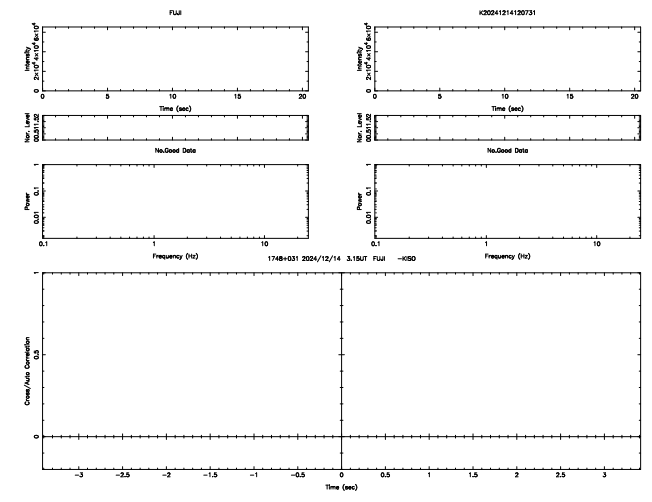 FUJI
K20241214120731
Intensity
0 2×10⁴ 4×10⁴ 6×10⁴
0 5 10 15 20
Time (sec)
Intensity
0 2×10⁴ 4×10⁴ 6×10⁴
0 5 10 15 20
Time (sec)
Nor. Level
00.511.52
No.Good Data
Nor. Level
00.511.52
No.Good Data
Power
1
0.1
0.01
0.1 1 10
Frequency (Hz)
Power
1
0.1
0.01
0.1 1 10
Frequency (Hz)
1748+031 2024/12/14 3.15UT FUJI -KISO
Cross/Auto Correlation
1
0.5
0
-3 -2.5 -2 -1.5 -1 -0.5 0 0.5 1 1.5 2 2.5 3
Time (sec)